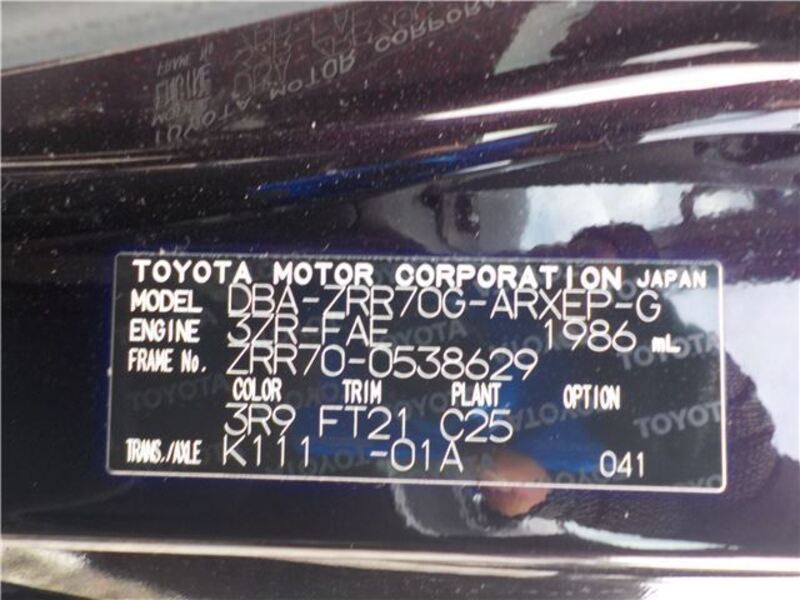 TOYOTA MOTOR CORPORATION JAPAN
MODEL DBA-ZRR70G-ARXEP-G
ENGINE 3ZR-FAE 1986 mL
FRAME No. ZRR70-0538629
COLOR TRIM PLANT OPTION
3R9 FT21 C25
TRANS./AXLE K111 -01A 041